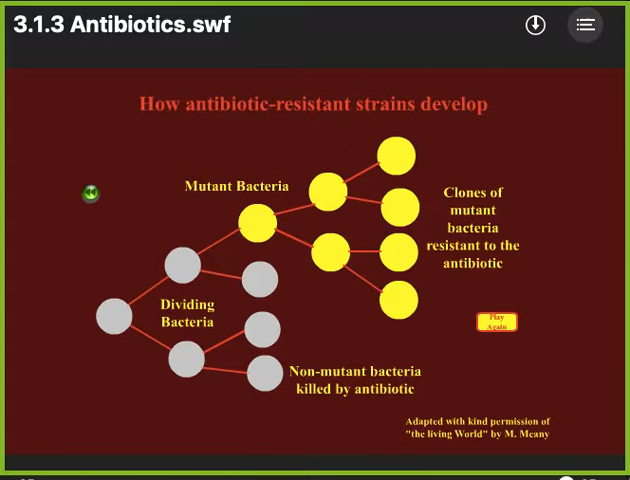 3.1.3 Antibiotics.swf
How antibiotic-resistant strains develop
Mutant Bacteria
Clones of
mutant
bacteria
resistant to the
antibiotic
Dividing
Bacteria
Play
Again
Non-mutant bacteria
killed by antibiotic
Adapted with kind permission of
"the living World" by M. Meany